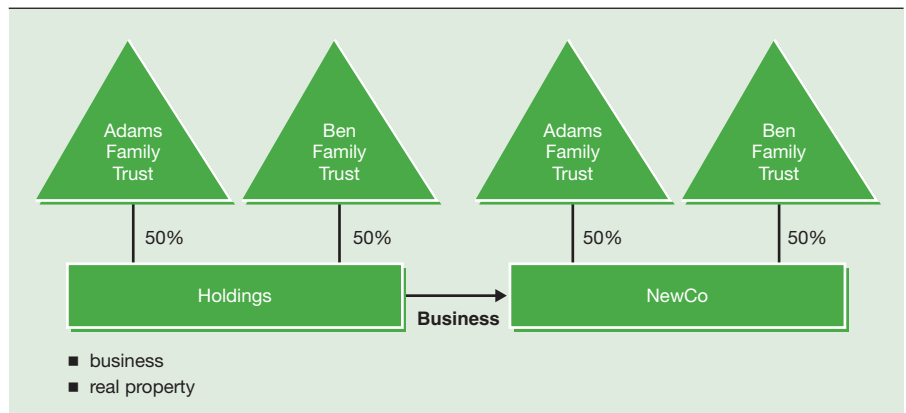 Adams
Family
Trust
Ben
Family
Trust
Adams
Family
Trust
Ben
Family
Trust
50%
50%
50%
50%
Holdings
Business
NewCo
■ business
■ real property